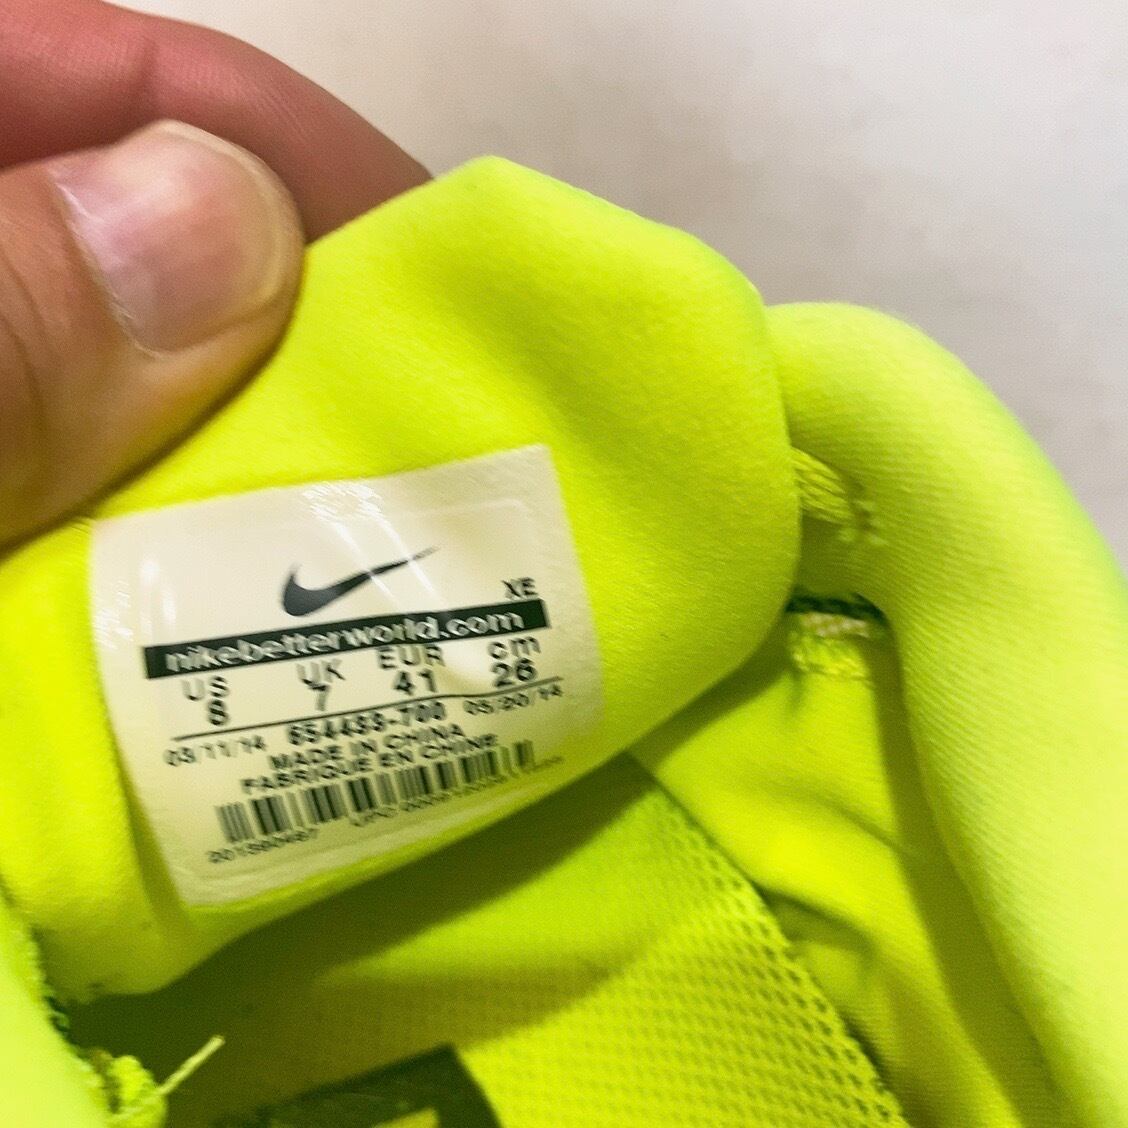 XE
nikebetterworld.com
US UK EUR cm
8 7 41 26
03/11/14 654433-700 05/20/14
MADE IN CHINA
FABRIQUE EN CHINE